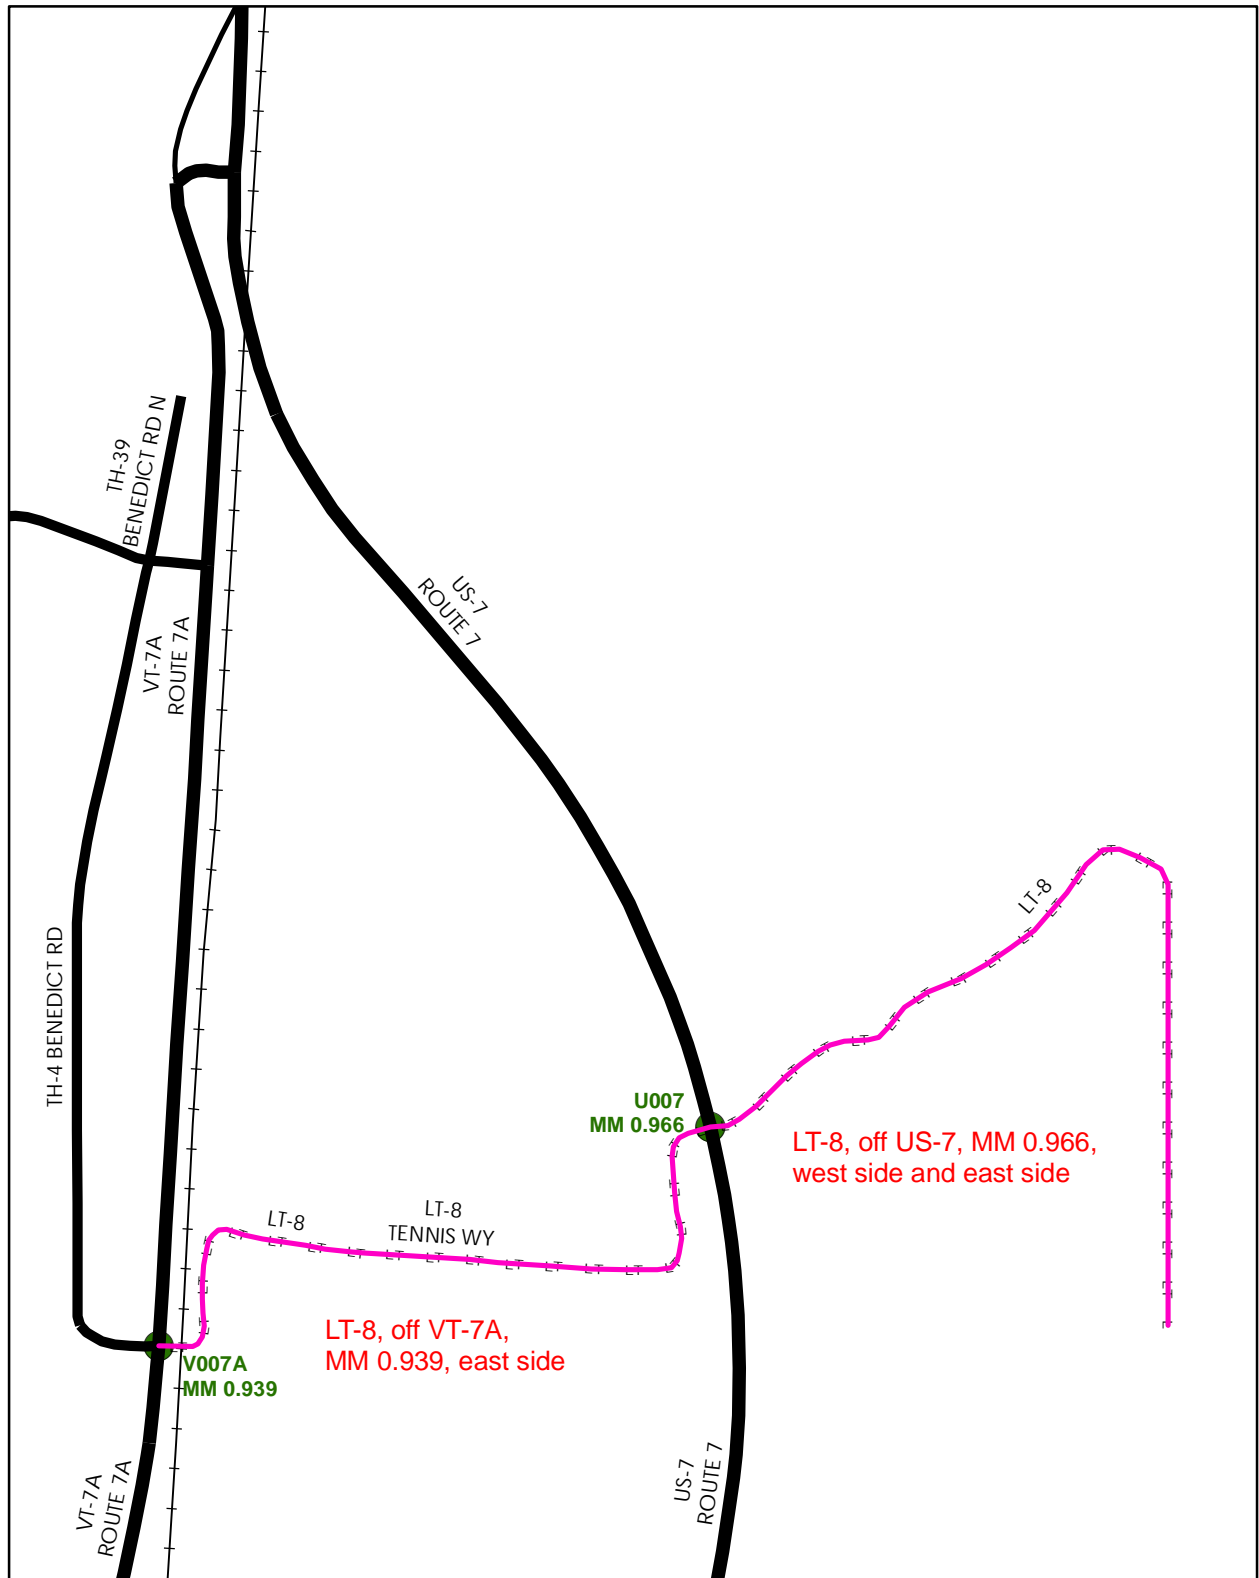 TH-39
BENEDICT RD N
US-7
ROUTE 7
VT-7A
ROUTE 7A
LT-8
TH-4 BENEDICT RD
U007
MM 0.966
LT-8, off US-7, MM 0.966,
west side and east side
LT-8
LT-8
TENNIS WY
LT-8, off VT-7A,
MM 0.939, east side
V007A
MM 0.939
US-7
ROUTE 7
VT-7A
ROUTE 7A